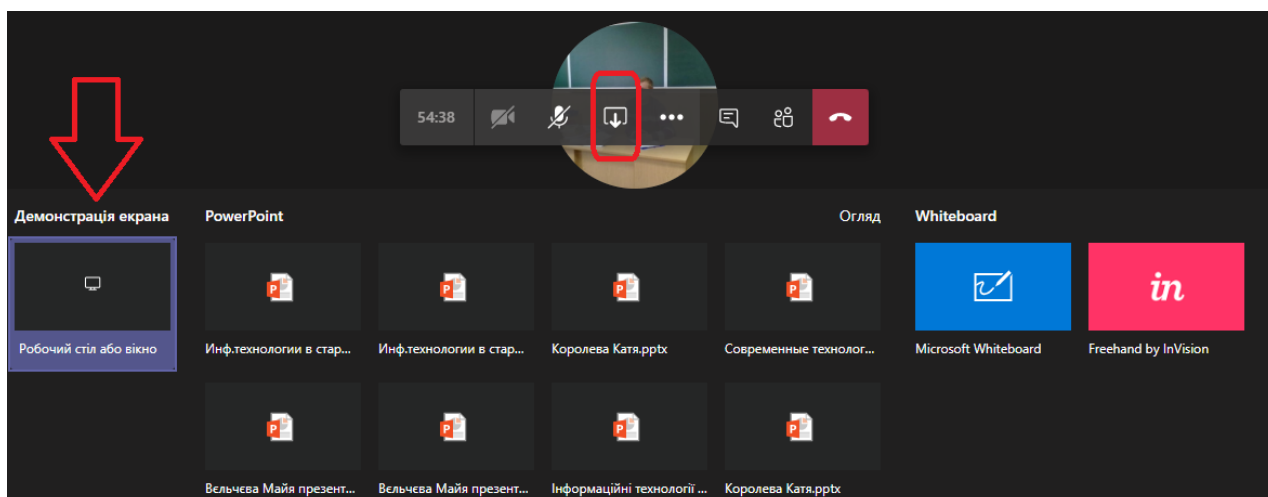 54:38
Демонстрація екрана
PowerPoint
Огляд
Whiteboard
in
Робочий стіл або вікно
Инф.технологии в стар...
Инф.технологии в стар...
Королева Катя.pptx
Современные технолог...
Microsoft Whiteboard
Freehand by InVision
Вєльчєва Майя презент...
Вєльчєва Майя презент...
Інформаційні технології ...
Королева Катя.pptx